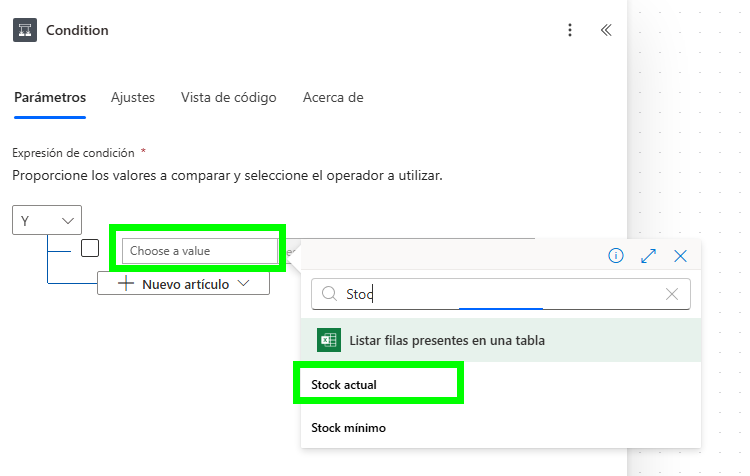 Condition
Parámetros Ajustes Vista de código Acerca de
Expresión de condición *
Proporcione los valores a comparar y seleccione el operador a utilizar.
Y
Choose a value
Nuevo artículo
Stoc
Listar filas presentes en una tabla
Stock actual
Stock mínimo